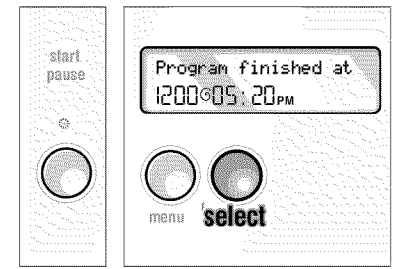 start
pause
Program finished at
1200 05:20PM
menu
select